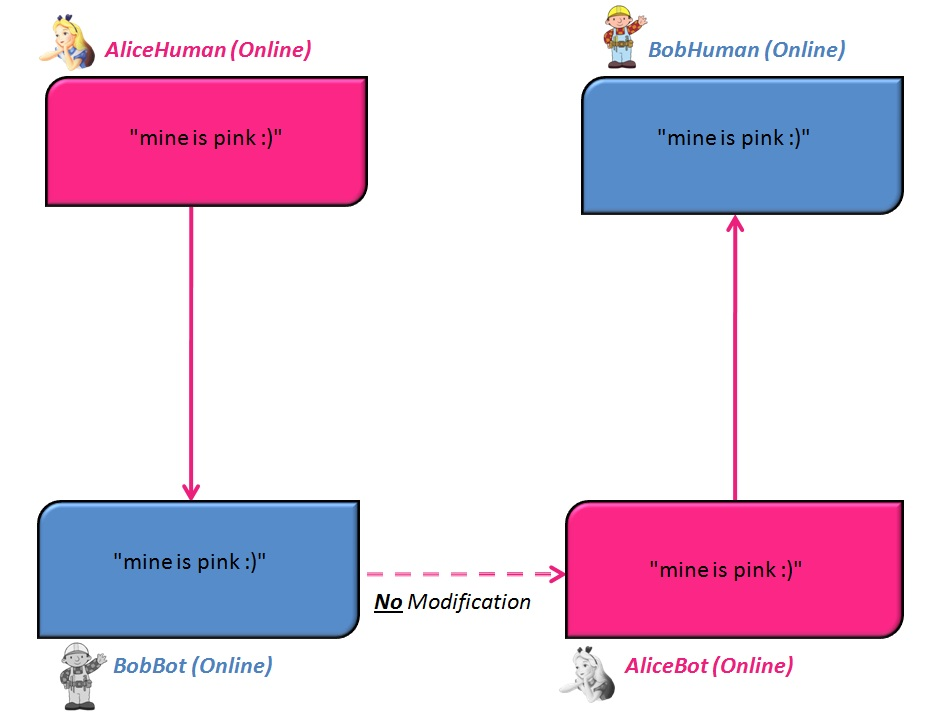 AliceHuman (Online)
BobHuman (Online)
"mine is pink :)"
"mine is pink :)"
"mine is pink :)"
"mine is pink :)"
No Modification
BobBot (Online)
AliceBot (Online)